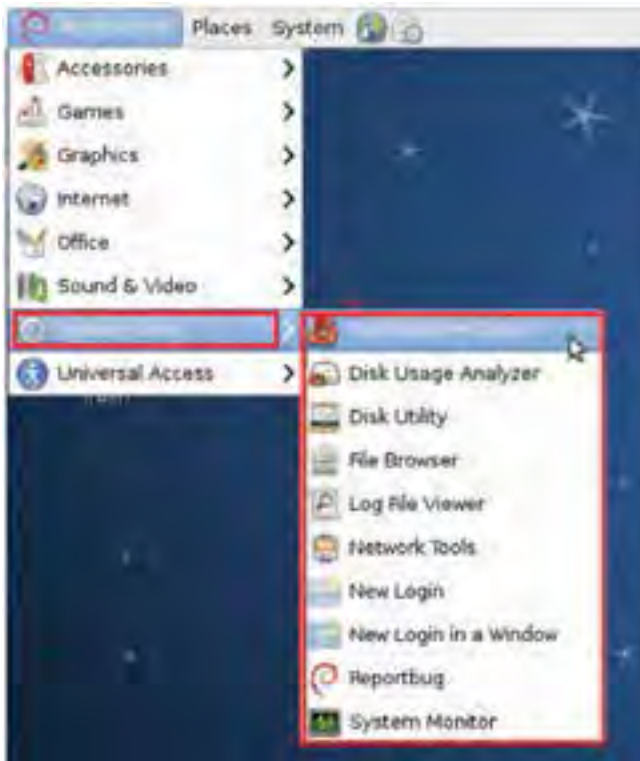 Places System
Accessories
Games
Graphics
Internet
Office
Sound & Video
Universal Access
Disk Usage Analyzer
Disk Utility
File Browser
Log File Viewer
Network Tools
New Login
New Login in a Window
Reportbug
System Monitor